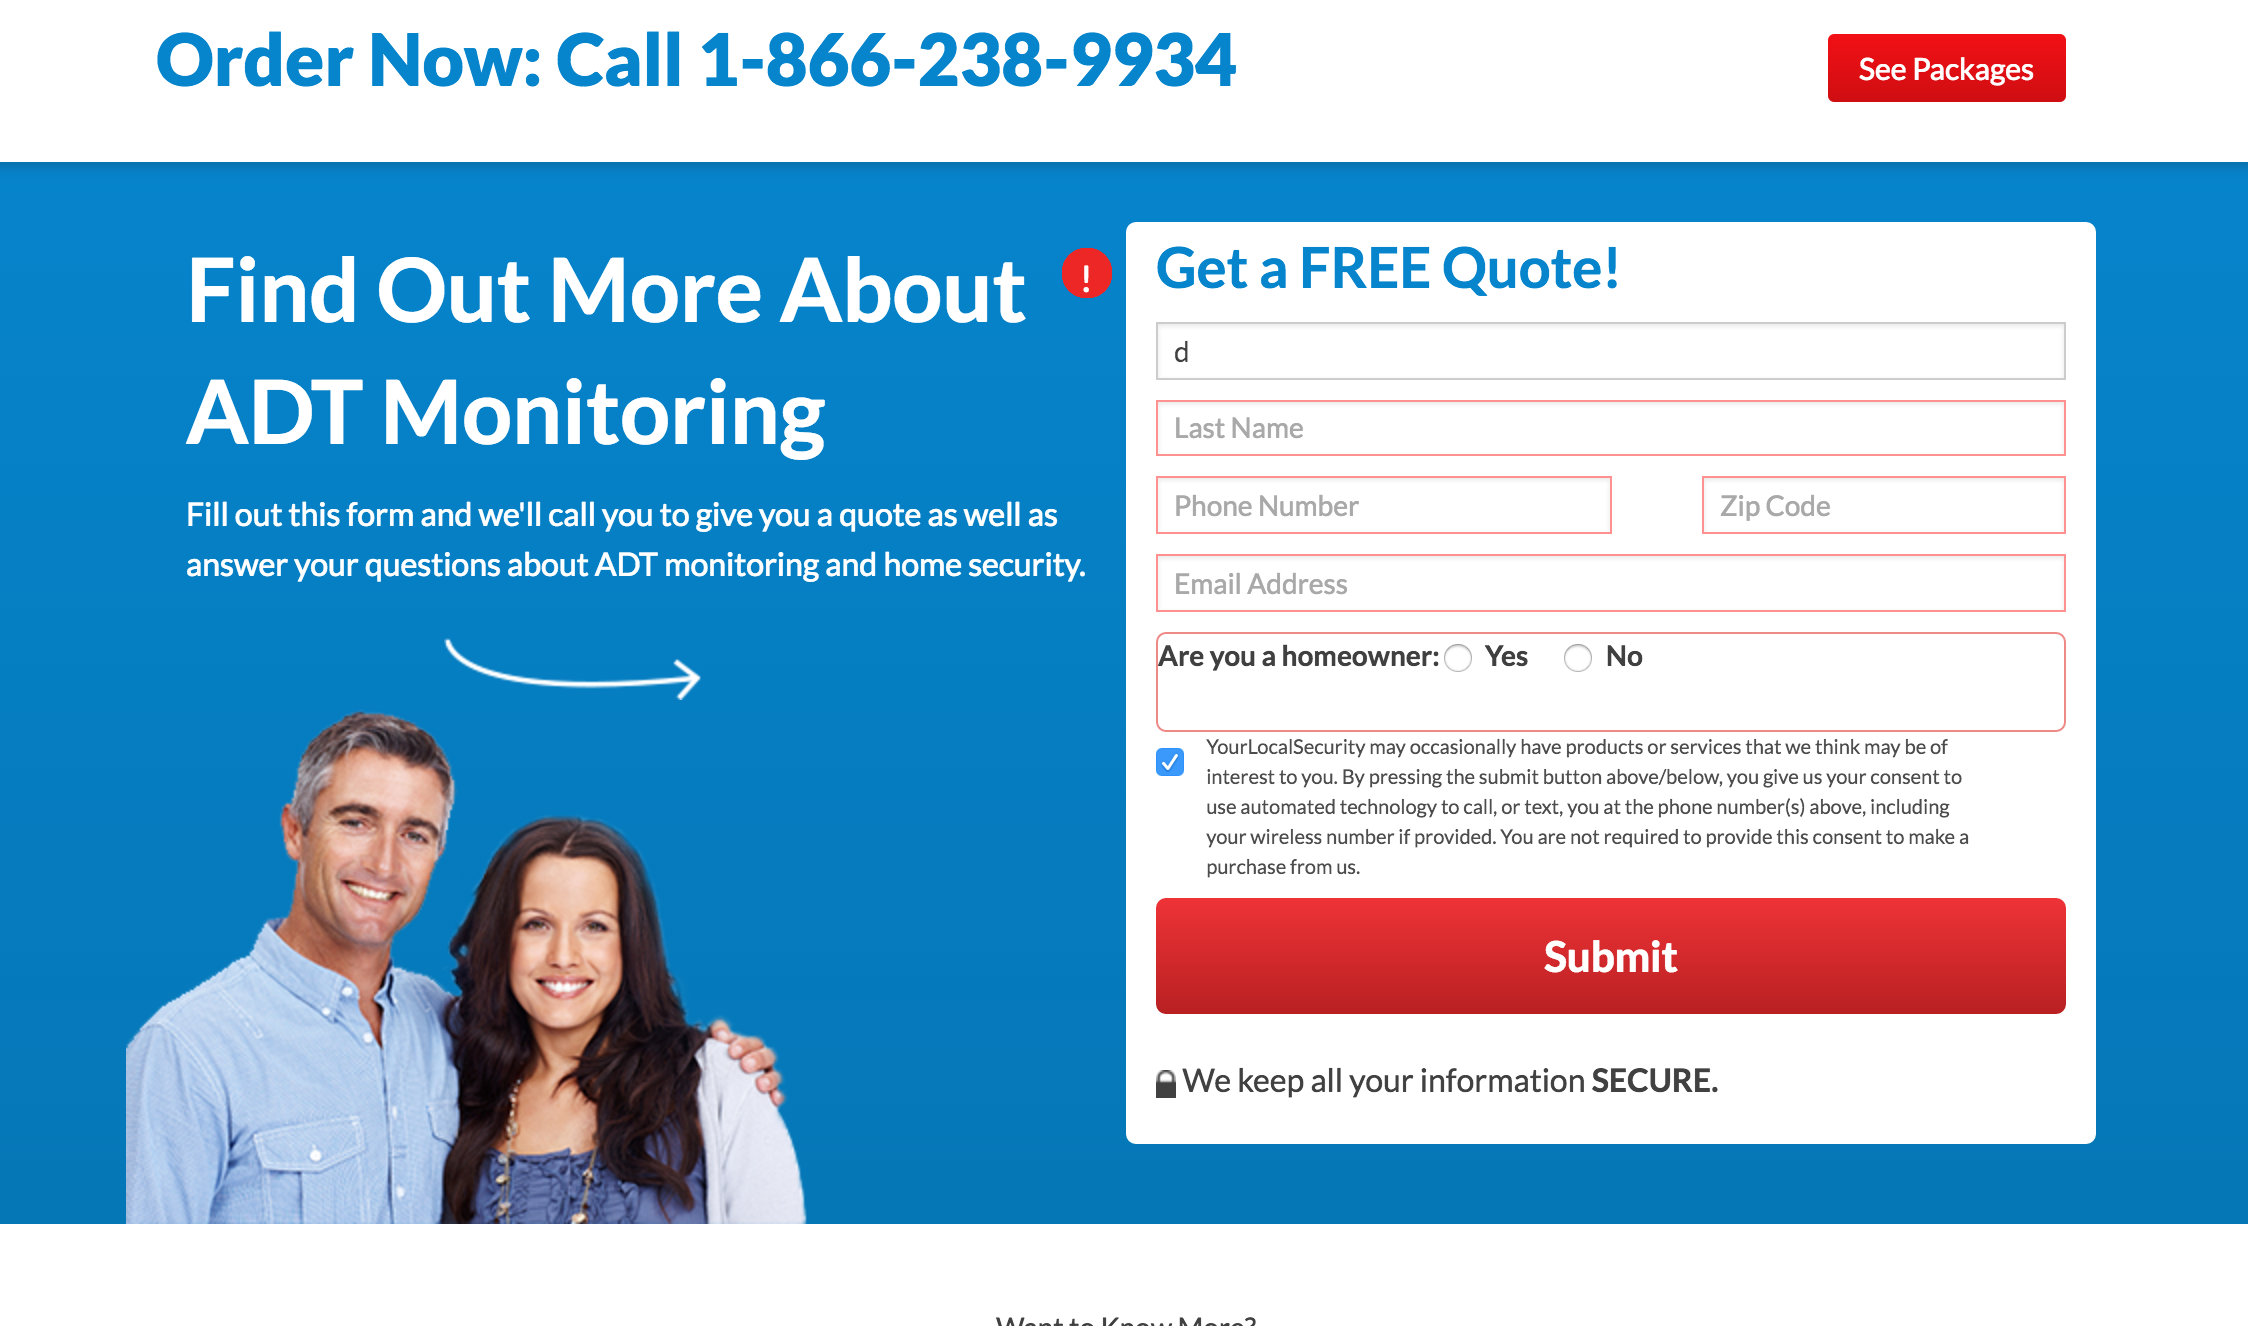 Order Now: Call 1-866-238-9934
See Packages
Find Out More About
ADT Monitoring
Fill out this form and we'll call you to give you a quote as well as
answer your questions about ADT monitoring and home security.
!
Get a FREE Quote!
d
Last Name
Phone Number
Zip Code
Email Address
Are you a homeowner: Yes No
YourLocalSecurity may occasionally have products or services that we think may be of
interest to you. By pressing the submit button above/below, you give us your consent to
use automated technology to call, or text, you at the phone number(s) above, including
your wireless number if provided. You are not required to provide this consent to make a
purchase from us.
Submit
We keep all your information SECURE.
Want to Know More?